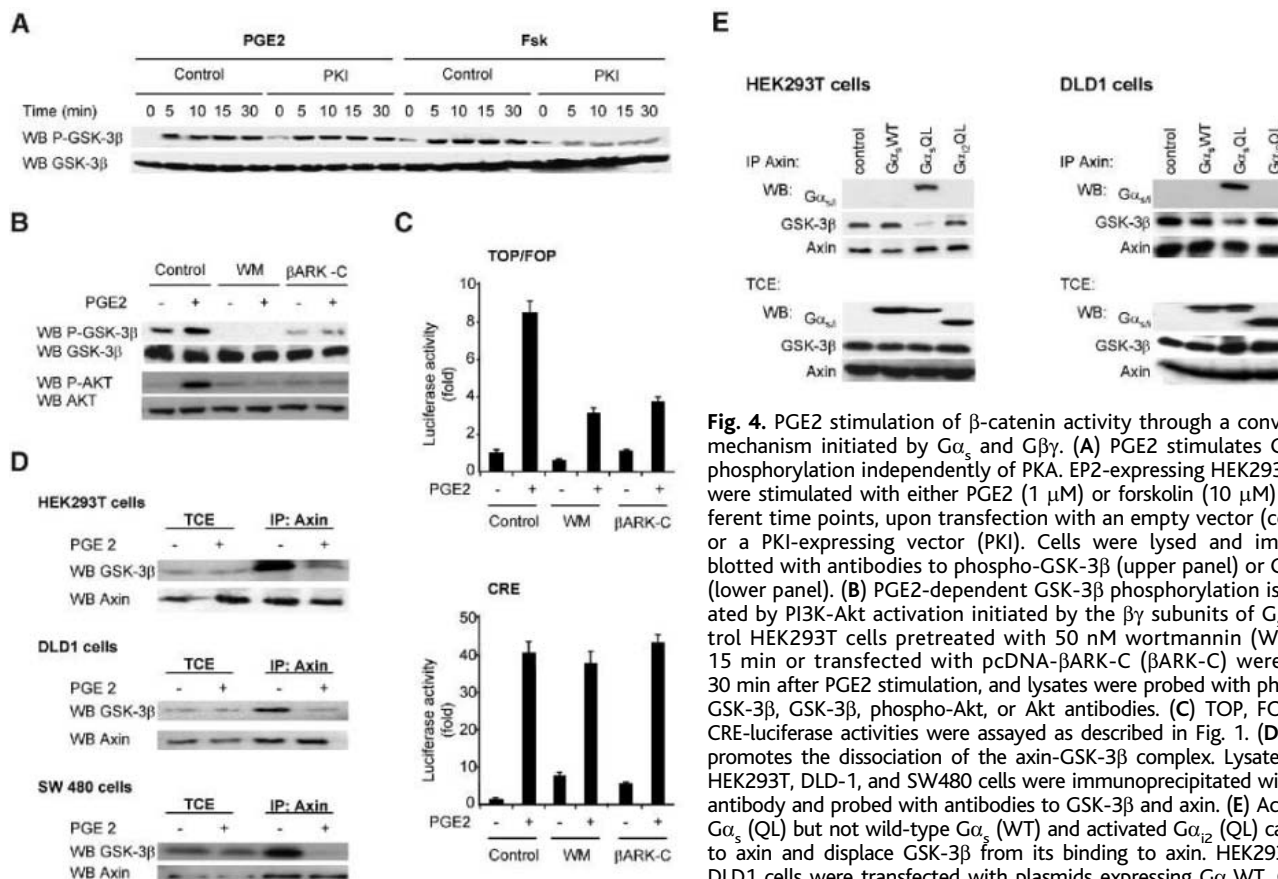 A
PGE2 Fsk
Control PKI Control PKI
Time (min) 0 5 10 15 30 0 5 10 15 30 0 5 10 15 30 0 5 10 15 30
WB P-GSK-3β
WB GSK-3β
B
Control WM βARK -C
PGE2 - + - + - +
WB P-GSK-3β
WB GSK-3β
WB P-AKT
WB AKT
C
TOP/FOP
Luciferase activity
(fold)
10
8
6
4
2
0
PGE2 - + - + - +
Control WM βARK-C
CRE
Luciferase activity
(fold)
50
40
30
20
10
0
PGE2 - + - + - +
Control WM βARK-C
D
HEK293T cells
TCE IP: Axin
PGE 2 - + - +
WB GSK-3β
WB Axin
DLD1 cells
TCE IP: Axin
PGE 2 - + - +
WB GSK-3β
WB Axin
SW 480 cells
TCE IP: Axin
PGE 2 - + - +
WB GSK-3β
WB Axin
E
HEK293T cells DLD1 cells
control GαsWT GαsQL Gαi2QL control GαsWT GαsQL
IP Axin: IP Axin:
WB: Gαs/i WB: Gαs/i
GSK-3β GSK-3β
Axin Axin
TCE: TCE:
WB: Gαs/i WB: Gαs/i
GSK-3β GSK-3β
Axin Axin
Fig. 4. PGE2 stimulation of β-catenin activity through a conv
mechanism initiated by Gαs and Gβγ. (A) PGE2 stimulates G
phosphorylation independently of PKA. EP2-expressing HEK293
were stimulated with either PGE2 (1 μM) or forskolin (10 μM)
ferent time points, upon transfection with an empty vector (co
or a PKI-expressing vector (PKI). Cells were lysed and im
blotted with antibodies to phospho-GSK-3β (upper panel) or G
(lower panel). (B) PGE2-dependent GSK-3β phosphorylation is
ated by PI3K-Akt activation initiated by the βγ subunits of G
trol HEK293T cells pretreated with 50 nM wortmannin (W
15 min or transfected with pcDNA-βARK-C (βARK-C) were
30 min after PGE2 stimulation, and lysates were probed with ph
GSK-3β, GSK-3β, phospho-Akt, or Akt antibodies. (C) TOP, FO
CRE-luciferase activities were assayed as described in Fig. 1. (D
promotes the dissociation of the axin-GSK-3β complex. Lysate
HEK293T, DLD-1, and SW480 cells were immunoprecipitated wi
antibody and probed with antibodies to GSK-3β and axin. (E) Ac
Gαs (QL) but not wild-type Gαs (WT) and activated Gαi2 (QL) ca
to axin and displace GSK-3β from its binding to axin. HEK293
DLD1 cells were transfected with plasmids expressing Gα WT,